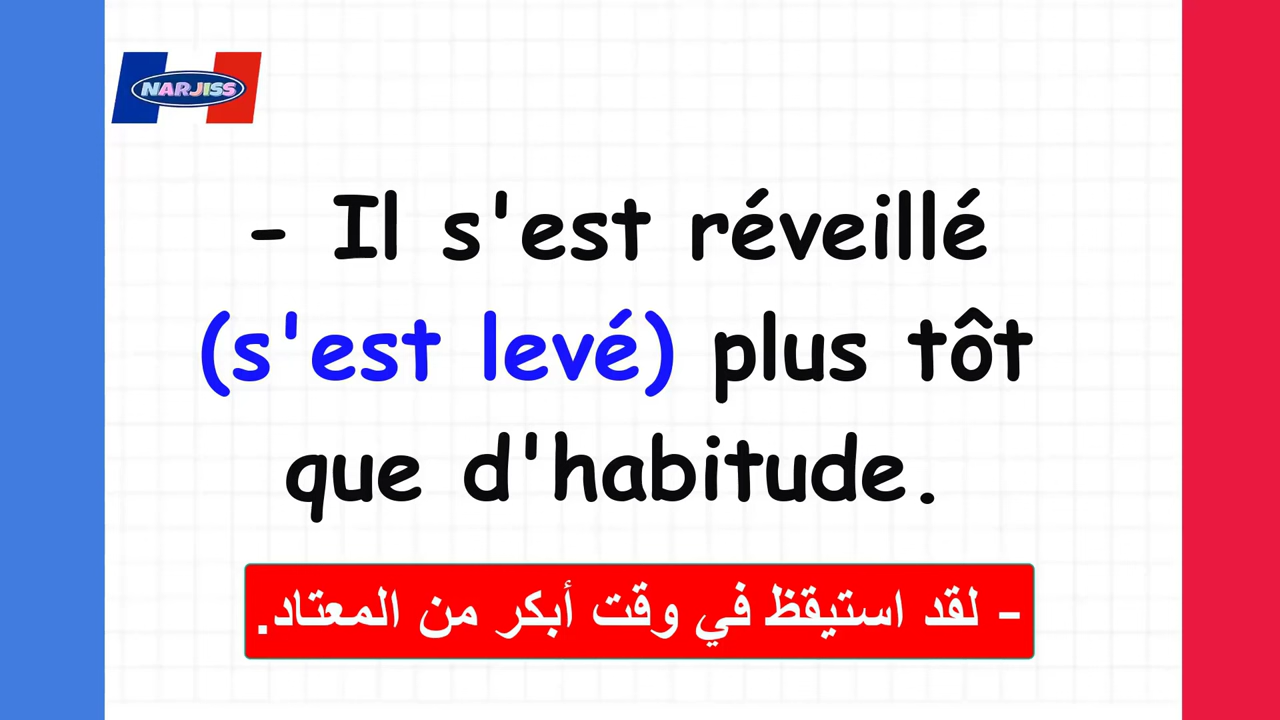 NARJISS
- Il s'est réveillé
(s'est levé) plus tôt
que d'habitude.
- لقد استيقظ في وقت أبكر من المعتاد.